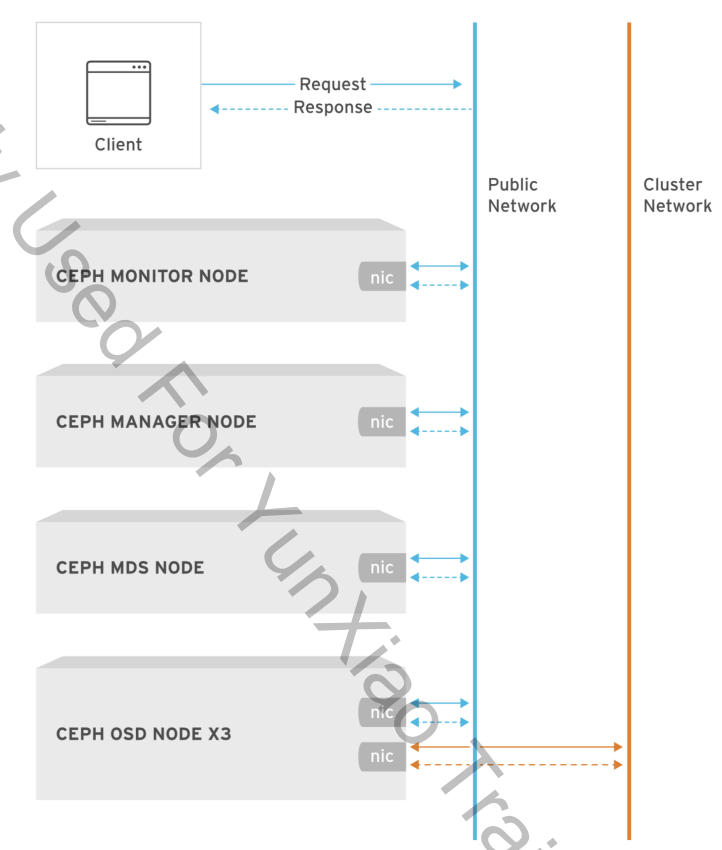 Request
Response
Client
Public
Network
Cluster
Network
CEPH MONITOR NODE
nic
CEPH MANAGER NODE
nic
CEPH MDS NODE
nic
CEPH OSD NODE X3
nic
nic
Used For YunXiao